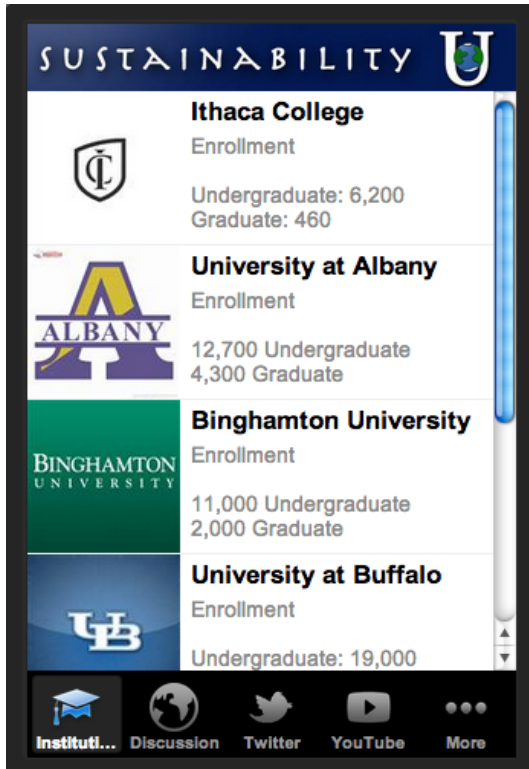 SUSTAINABILITY U
Ithaca College
Enrollment
Undergraduate: 6,200
Graduate: 460
IC
University at Albany
Enrollment
12,700 Undergraduate
4,300 Graduate
ALBANY
Binghamton University
Enrollment
11,000 Undergraduate
2,000 Graduate
BINGHAMTON
UNIVERSITY
University at Buffalo
Enrollment
Undergraduate: 19,000
UB
Instituti...
Discussion
Twitter
YouTube
More